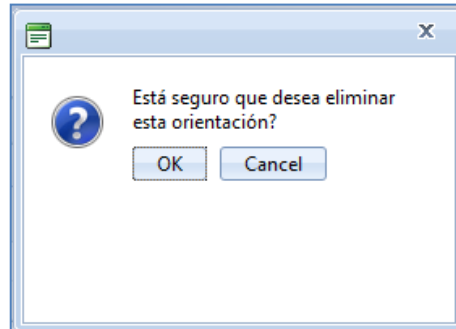 x
Está seguro que desea eliminar
esta orientación?
OK Cancel